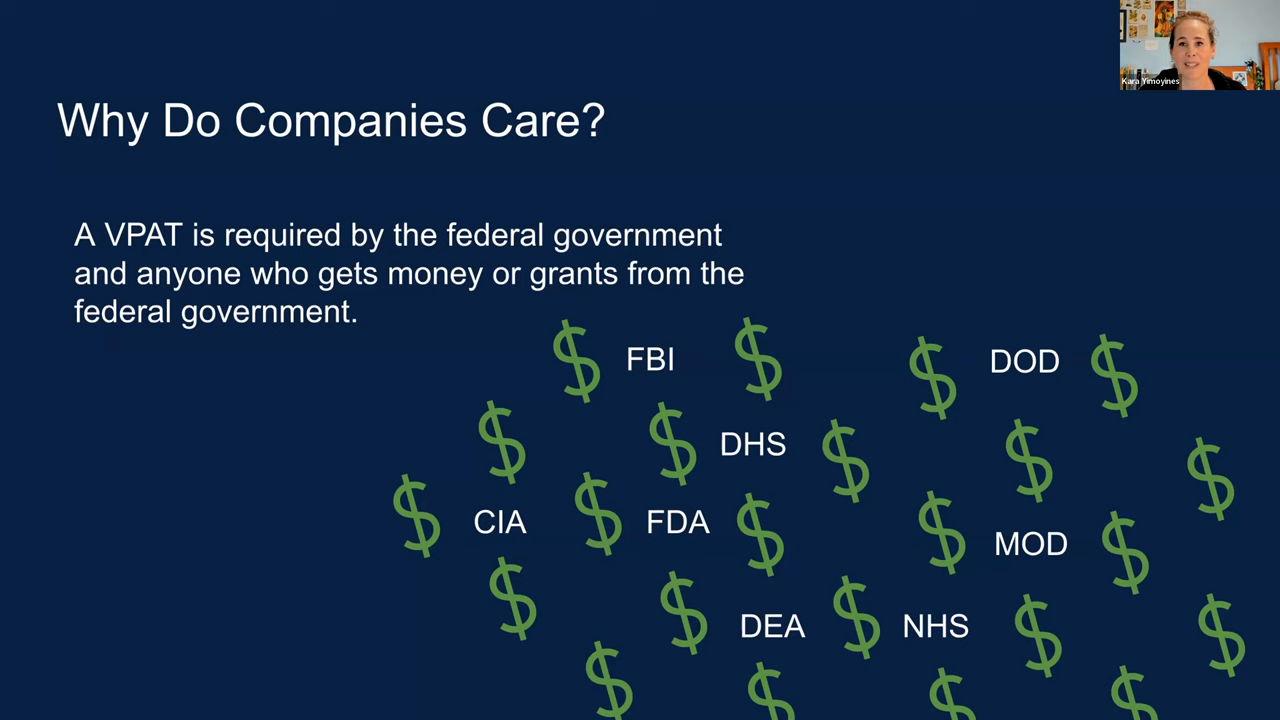 Kara Yimoyines
Why Do Companies Care?
A VPAT is required by the federal government
and anyone who gets money or grants from the
federal government.
$ FBI $ $ DOD $
$ $ DHS $ $ $
$ CIA $ FDA $ $ MOD $
$ $ DEA $ NHS $ $
$ $ $ $